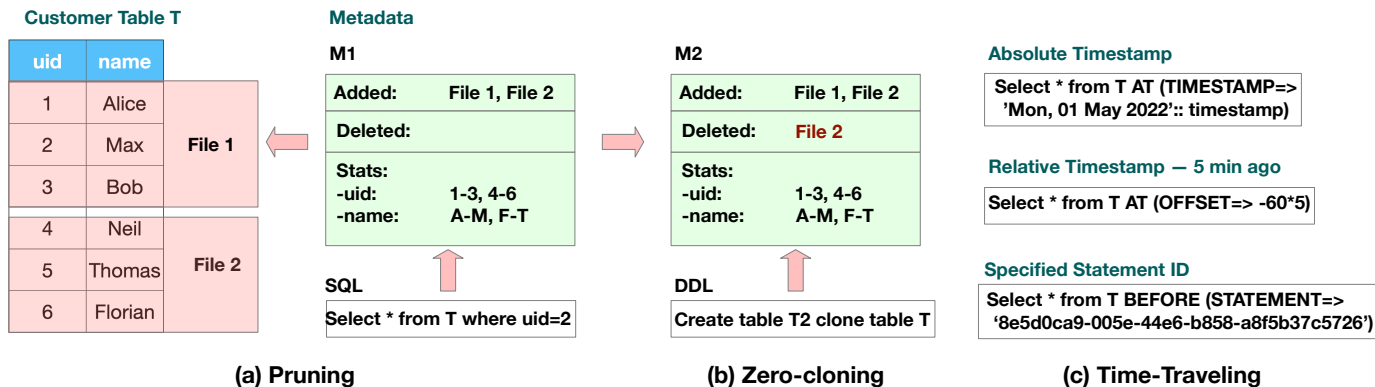 Customer Table T
uid name
1 Alice
2 Max
3 Bob
File 1
4 Neil
5 Thomas
6 Florian
File 2
Metadata
M1
Added: File 1, File 2
Deleted:
Stats:
-uid: 1-3, 4-6
-name: A-M, F-T
SQL
Select * from T where uid=2
(a) Pruning
M2
Added: File 1, File 2
Deleted: File 2
Stats:
-uid: 1-3, 4-6
-name: A-M, F-T
DDL
Create table T2 clone table T
(b) Zero-cloning
Absolute Timestamp
Select * from T AT (TIMESTAMP=>
’Mon, 01 May 2022’:: timestamp)
Relative Timestamp — 5 min ago
Select * from T AT (OFFSET=> -60*5)
Specified Statement ID
Select * from T BEFORE (STATEMENT=>
‘8e5d0ca9-005e-44e6-b858-a8f5b37c5726’)
(c) Time-Traveling